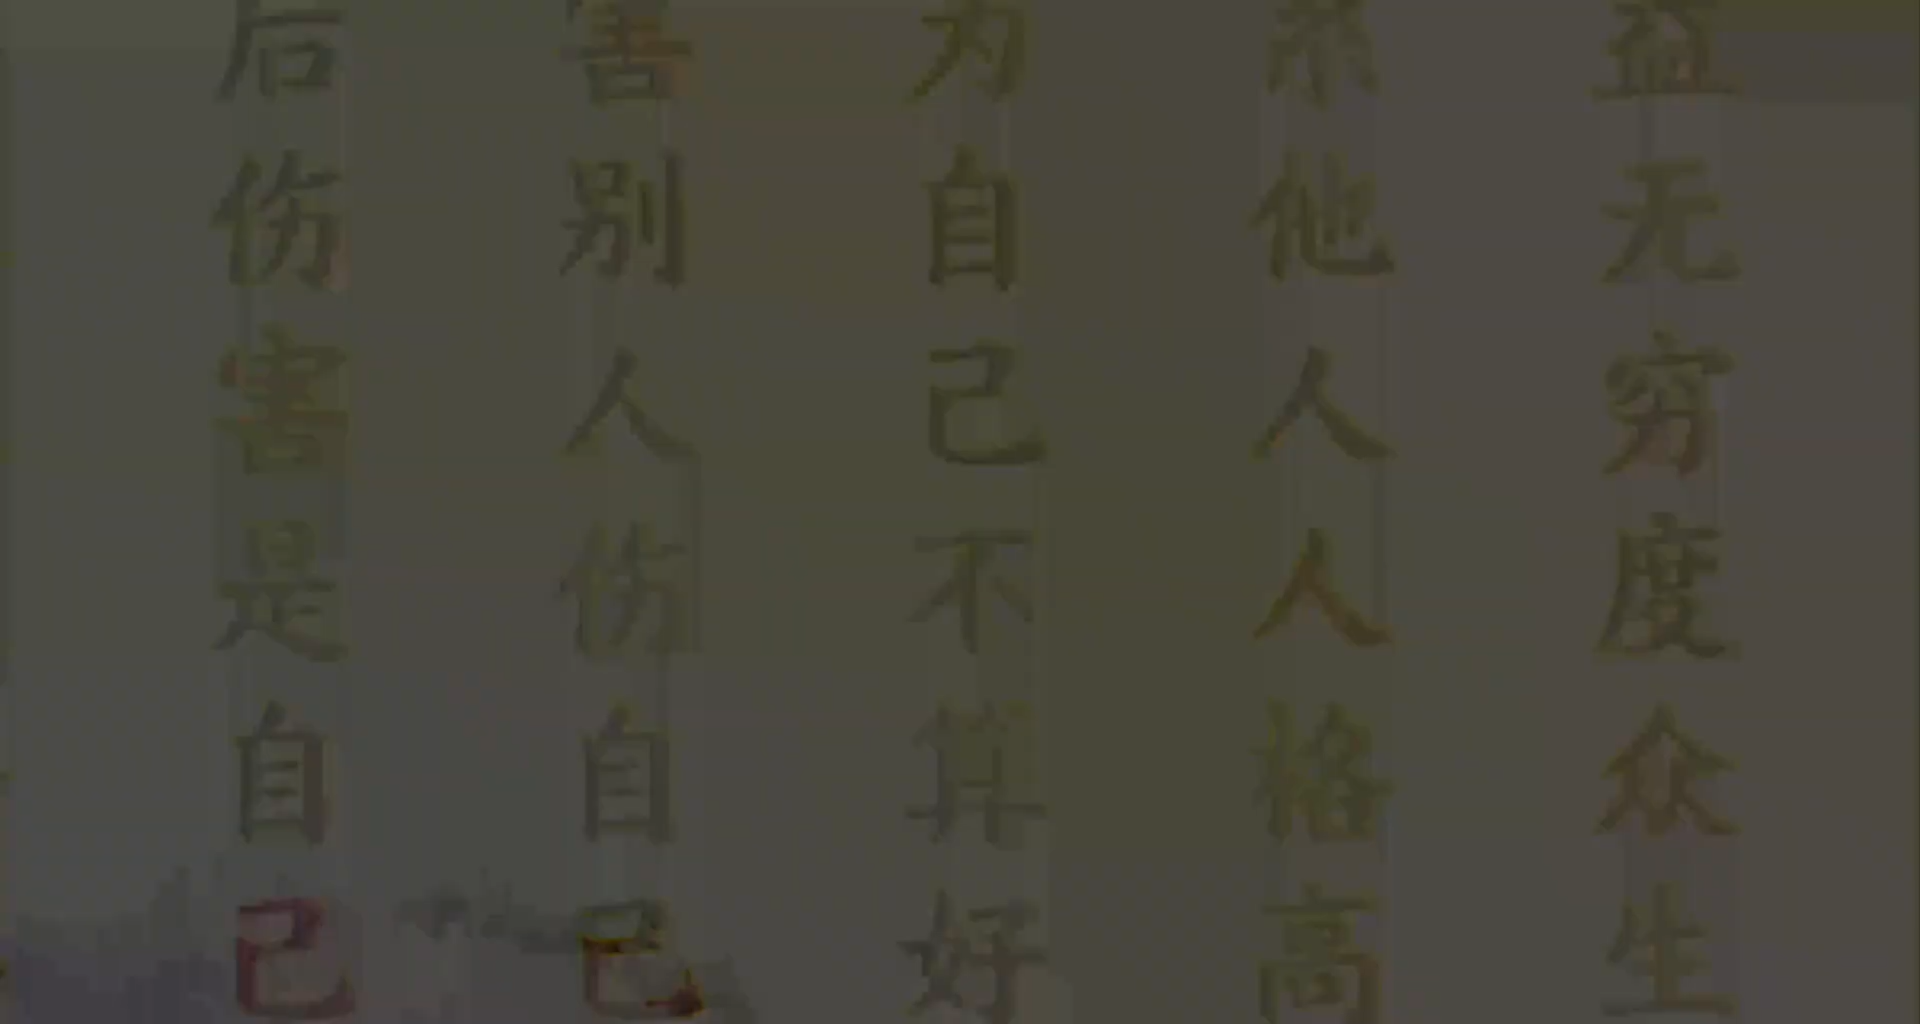 益无穷度众生
他人人格高
为自己不算好
害别人伤自己
后伤害是自己